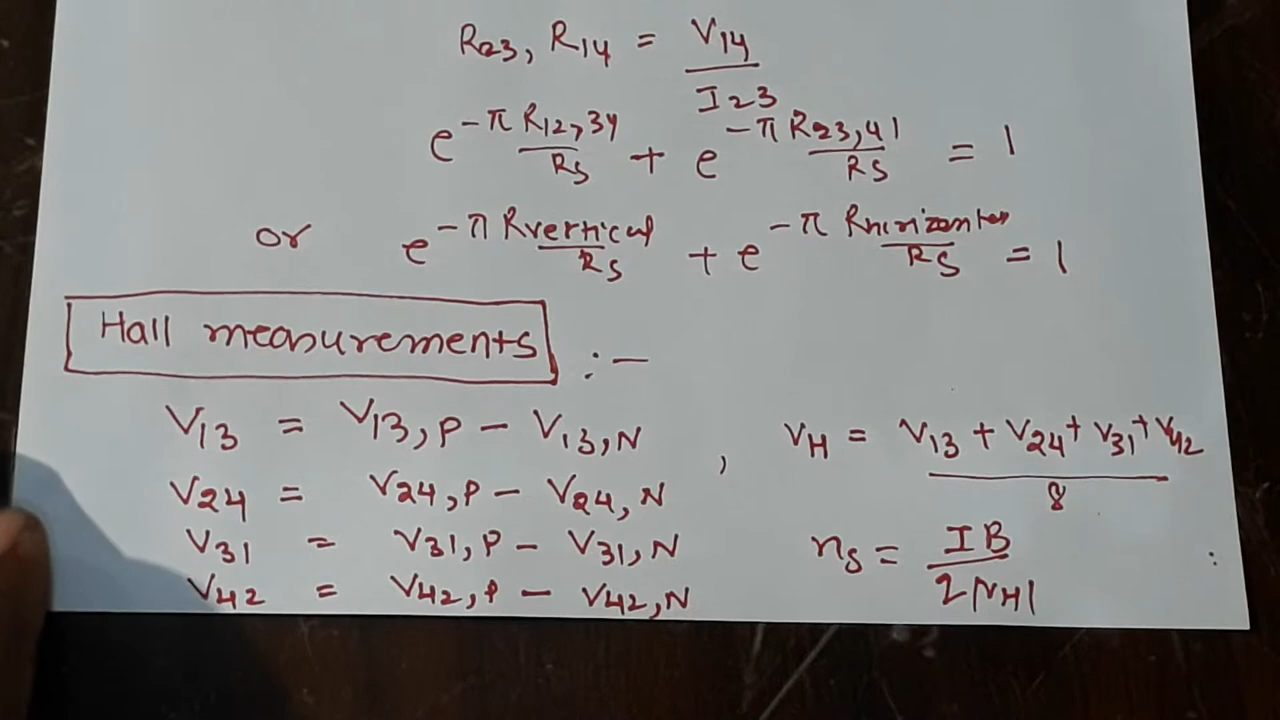 R23, R14 = V14 / I23
e^(-π R12,34 / Rs) + e^(-π R23,41 / Rs) = 1
or e^(-π Rvertical / Rs) + e^(-π Rhorizontal / Rs) = 1
Hall measurements :-
V13 = V13,P - V13,N , VH = V13 + V24 + V31 + V42 / 8
V24 = V24,P - V24,N
V31 = V31,P - V31,N ns = IB / 2|VH| :
V42 = V42,P - V42,N